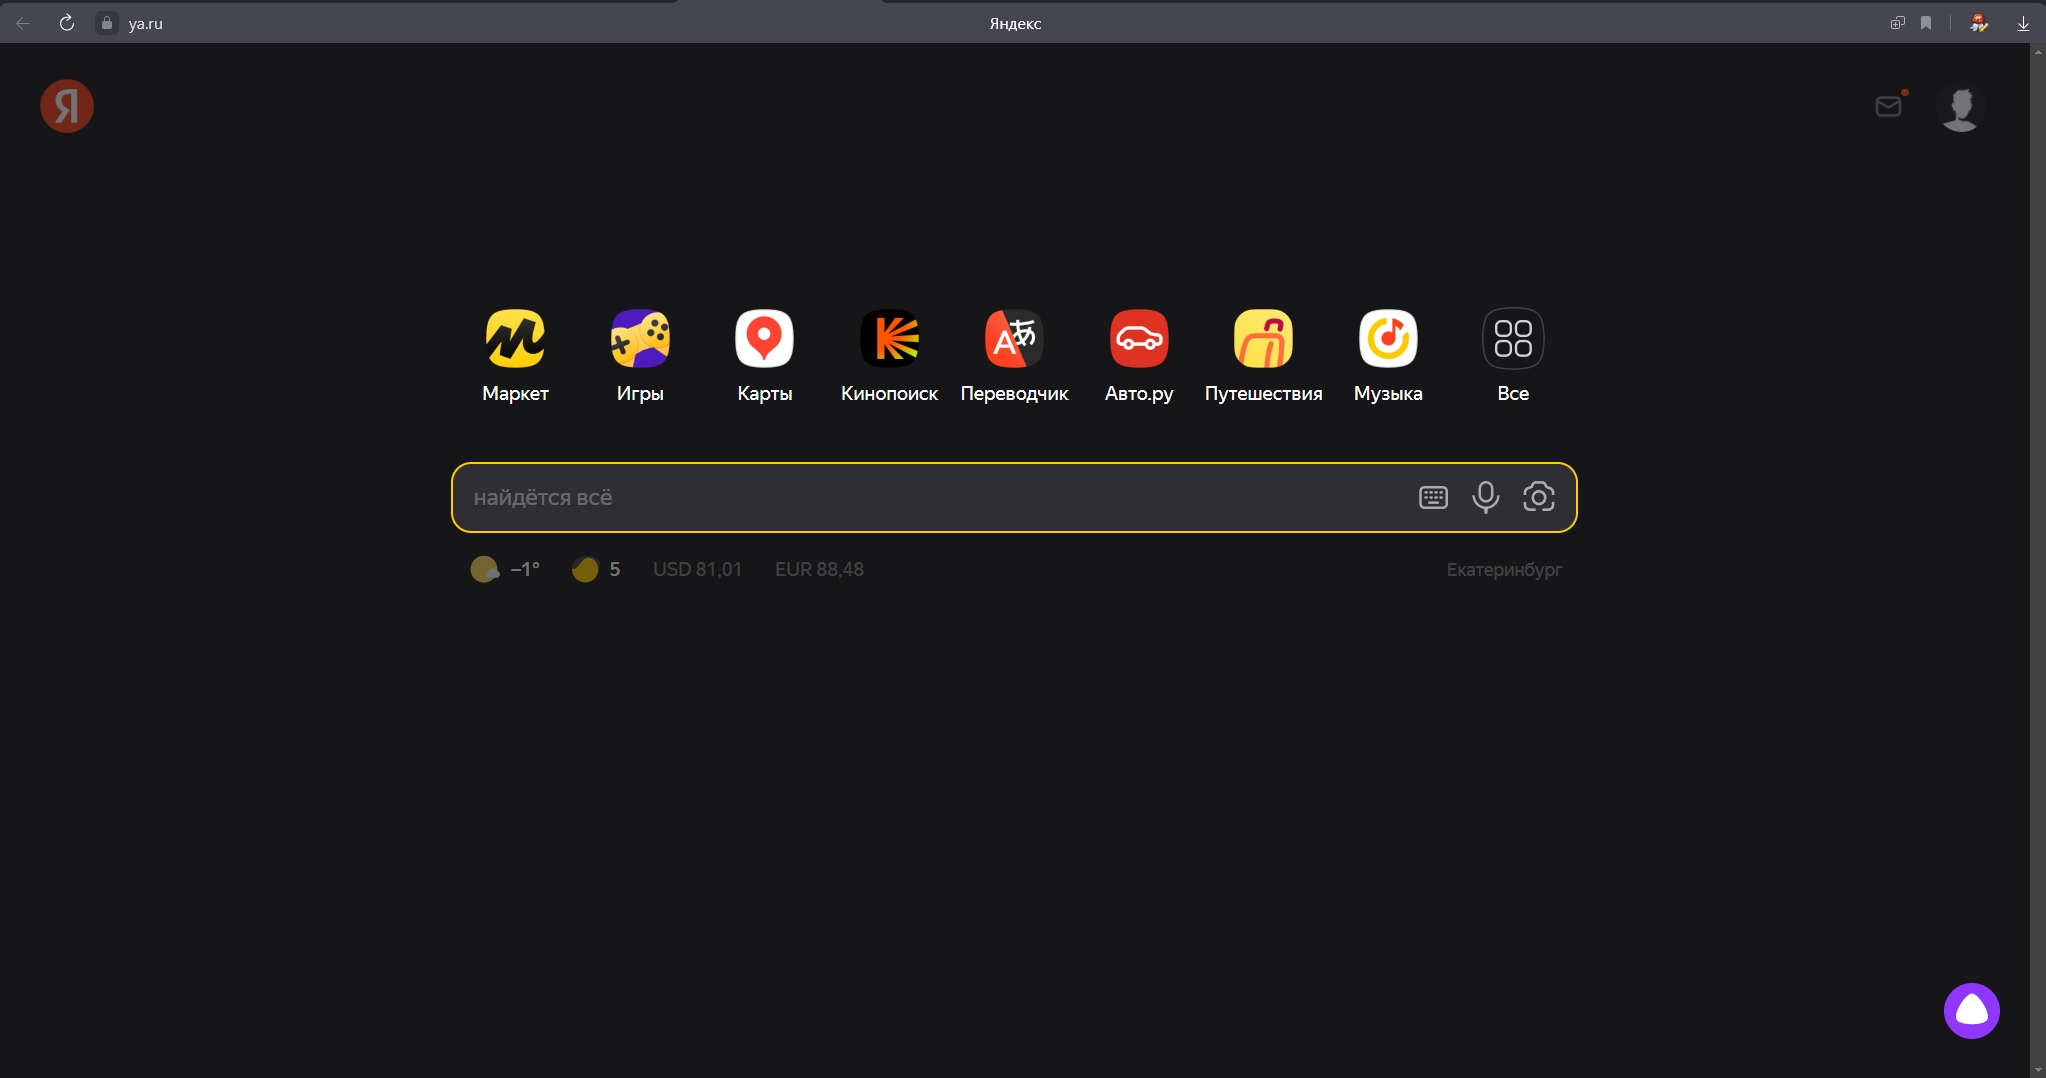 ya.ru
Яндекс
Я
Маркет
Игры
Карты
Кинопоиск
Переводчик
Авто.ру
Путешествия
Музыка
Все
найдётся всё
−1°
5
USD 81,01
EUR 88,48
Екатеринбург